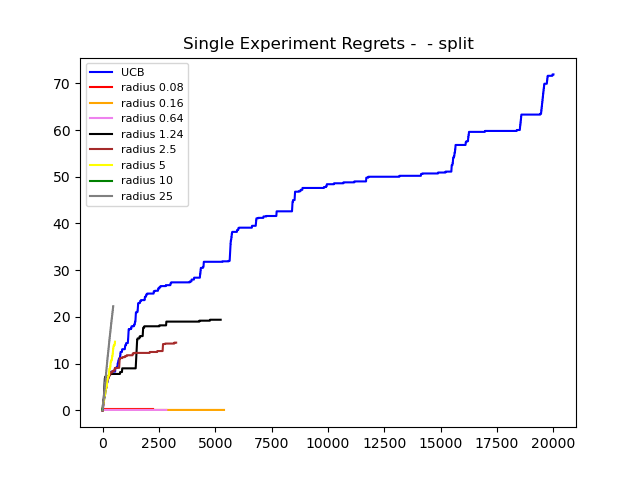 Single Experiment Regrets -  - split
UCB
radius 0.08
radius 0.16
radius 0.64
radius 1.24
radius 2.5
radius 5
radius 10
radius 25
70
60
50
40
30
20
10
0
0 2500 5000 7500 10000 12500 15000 17500 20000